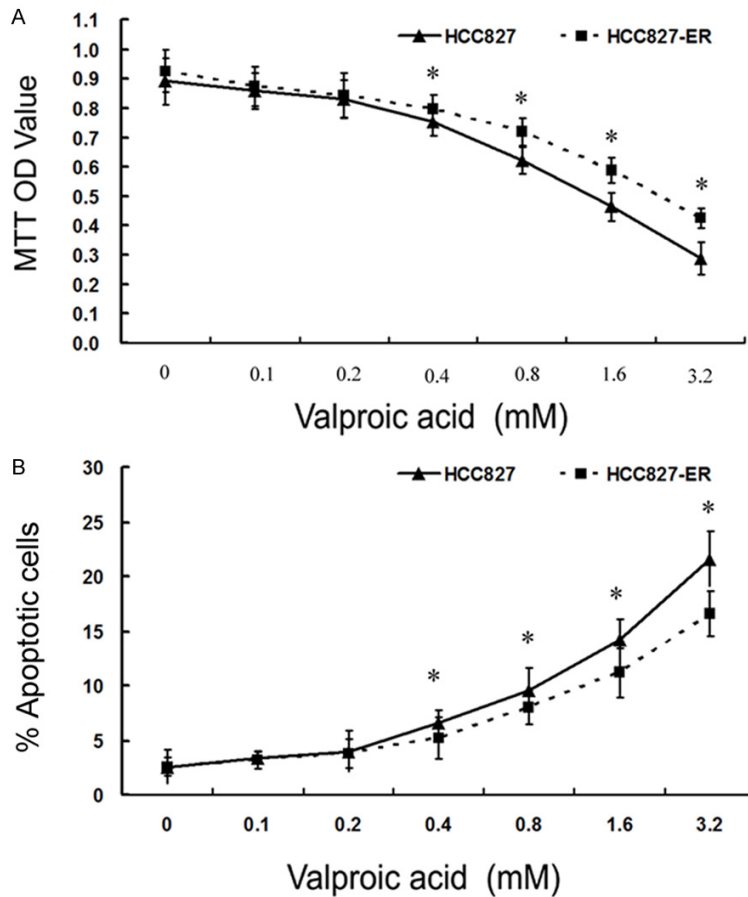 A
HCC827 HCC827-ER
1.1
1.0
0.9
0.8
0.7
0.6
0.5
0.4
0.3
0.2
0.1
0.0
MTT OD Value
* * * *
0 0.1 0.2 0.4 0.8 1.6 3.2
Valproic acid (mM)
B
HCC827 HCC827-ER
30
25
20
15
10
5
0
% Apoptotic cells
* * * *
0 0.1 0.2 0.4 0.8 1.6 3.2
Valproic acid (mM)